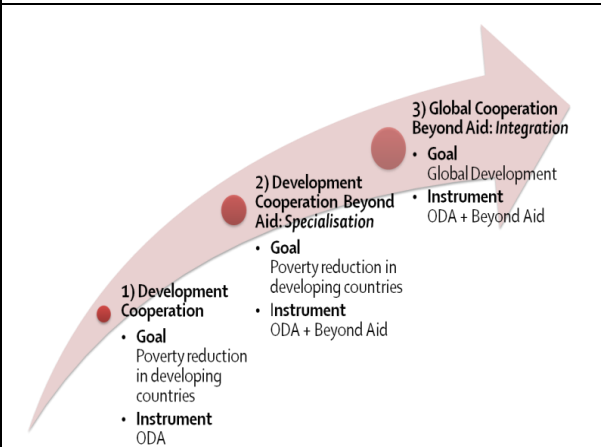 1) Development
Cooperation
• Goal
Poverty reduction
in developing
countries
• Instrument
ODA
2) Development
Cooperation Beyond
Aid: Specialisation
• Goal
Poverty reduction in
developing countries
• Instrument
ODA + Beyond Aid
3) Global Cooperation
Beyond Aid: Integration
• Goal
Global Development
• Instrument
ODA + Beyond Aid